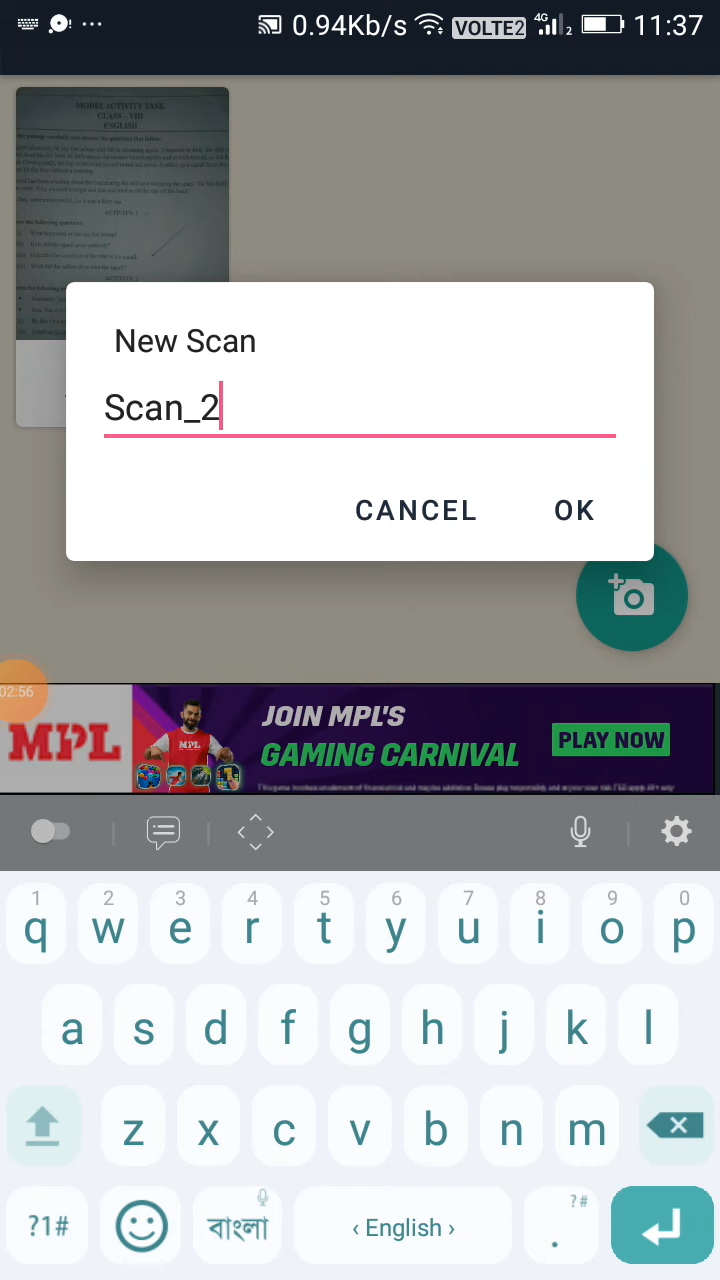 0.94Kb/s VOLTE2 4G 2 11:37
MODEL ACTIVITY TASK
CLASS - VIII
ENGLISH
New Scan
Scan_2
CANCEL OK
02:56
MPL
MPL
JOIN MPL'S
GAMING CARNIVAL
PLAY NOW
1 2 3 4 5 6 7 8 9 0
q w e r t y u i o p
a s d f g h j k l
z x c v b n m
?1# বাংলা ‹ English › . ?#